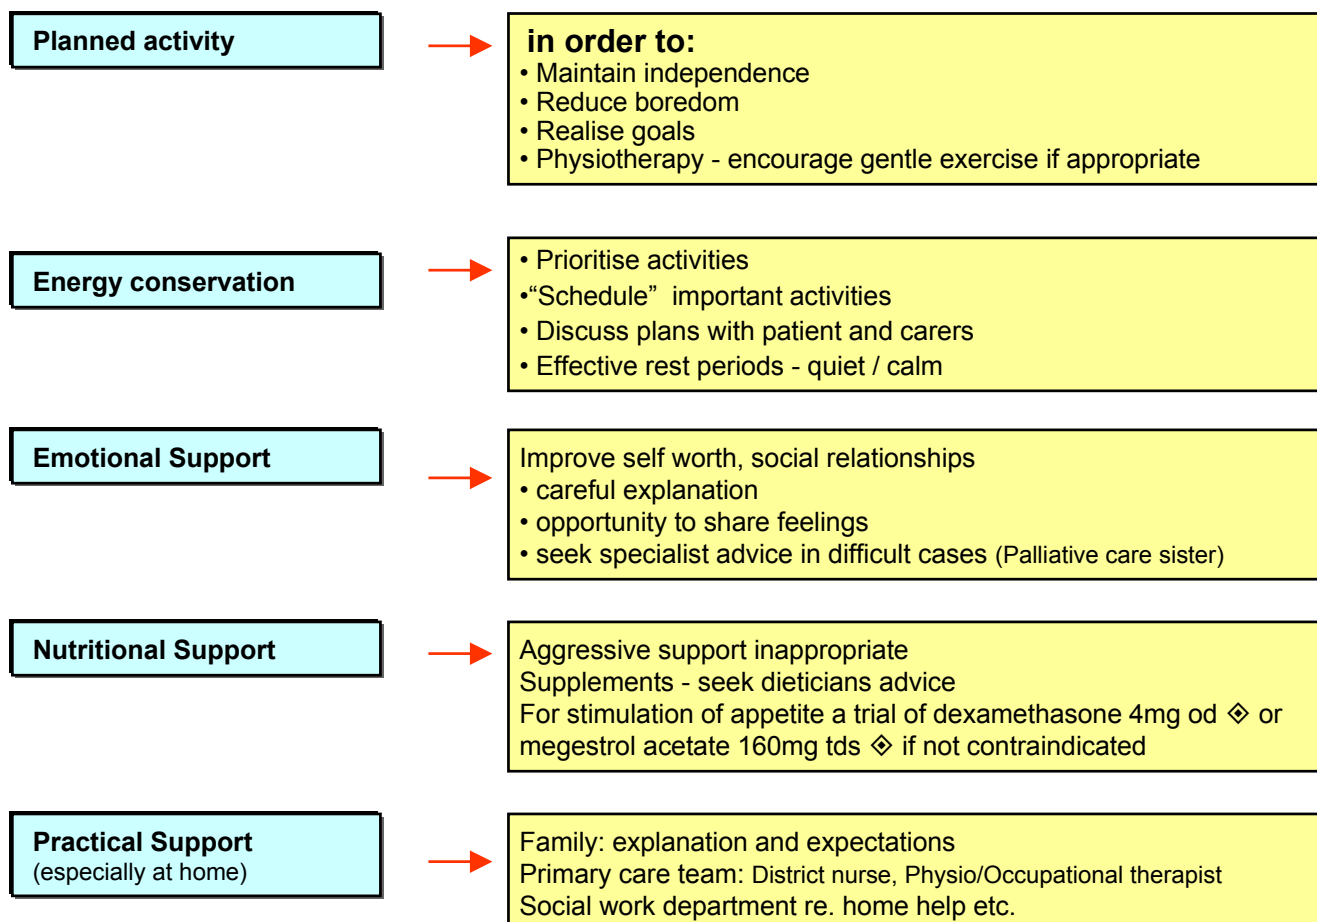 Planned activity
in order to:
• Maintain independence
• Reduce boredom
• Realise goals
• Physiotherapy - encourage gentle exercise if appropriate
Energy conservation
• Prioritise activities
•“Schedule”  important activities
• Discuss plans with patient and carers
• Effective rest periods - quiet / calm
Emotional Support
Improve self worth, social relationships
• careful explanation
• opportunity to share feelings
• seek specialist advice in difficult cases (Palliative care sister)
Nutritional Support
Aggressive support inappropriate
Supplements - seek dieticians advice
For stimulation of appetite a trial of dexamethasone 4mg od ⟐ or
megestrol acetate 160mg tds ⟐ if not contraindicated
Practical Support
(especially at home)
Family: explanation and expectations
Primary care team: District nurse, Physio/Occupational therapist
Social work department re. home help etc.